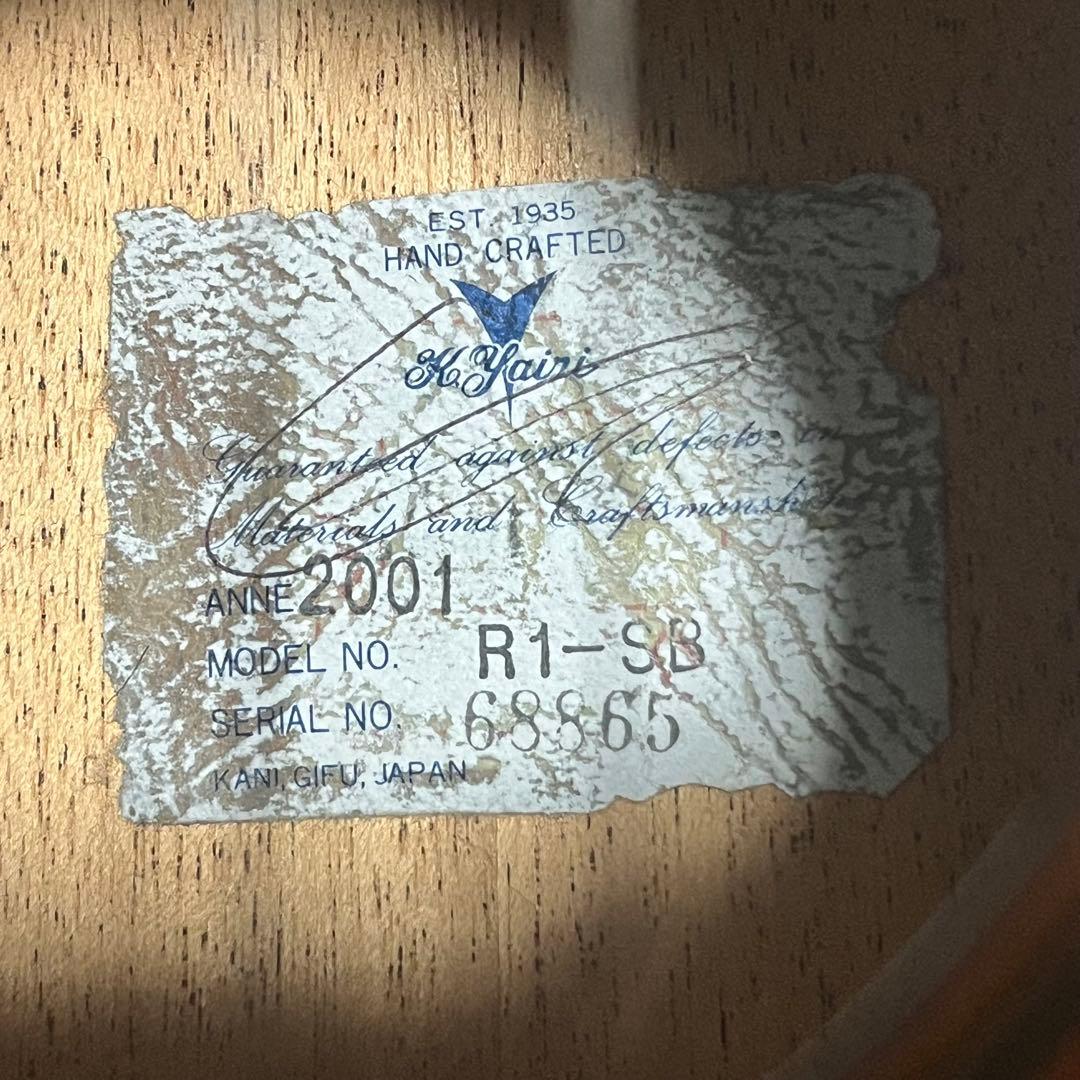 EST. 1935
HAND CRAFTED
K. Yairi
Guaranteed against defects in
Materials and Craftsmanship
ANNE 2001
MODEL NO. R1-SB
SERIAL NO. 68865
KANI, GIFU, JAPAN